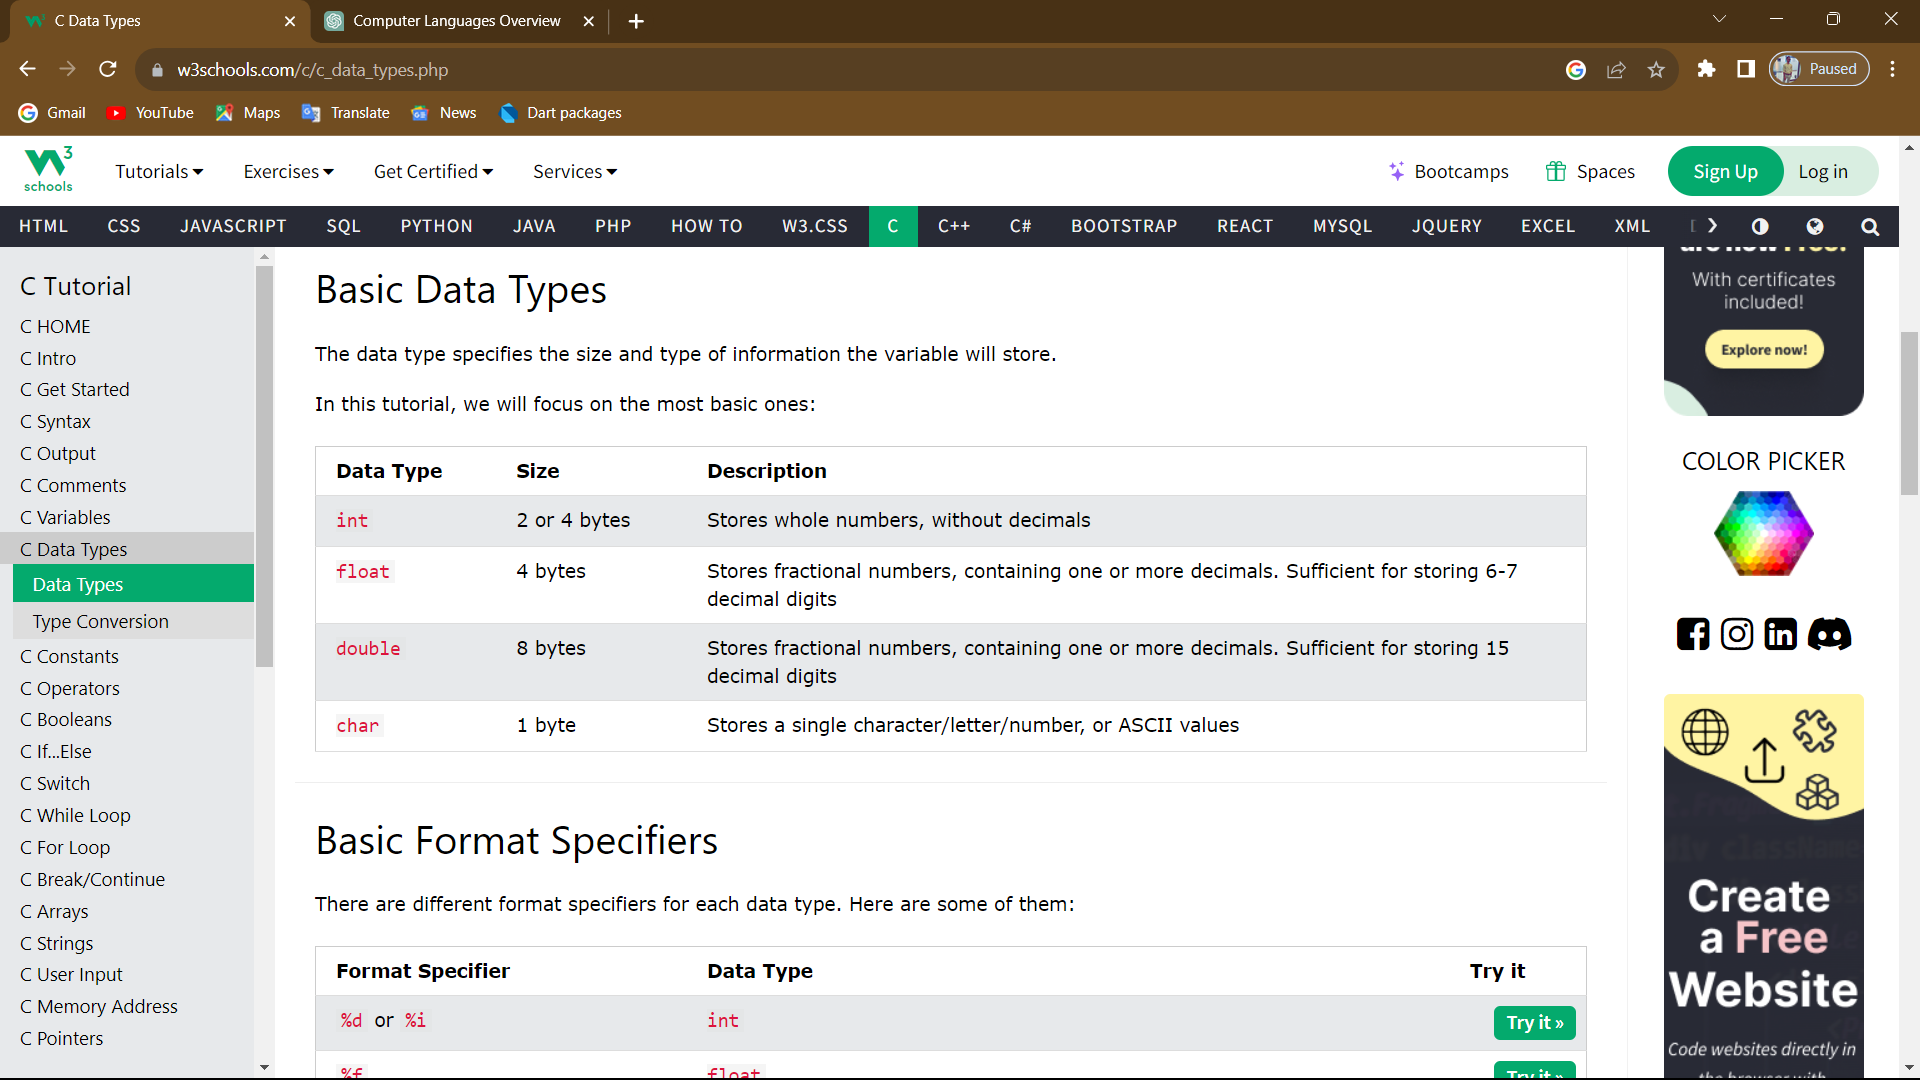 C Data Types
Computer Languages Overview
w3schools.com/c/c_data_types.php
Paused
Gmail
YouTube
Maps
Translate
News
Dart packages
W3
schools
Tutorials
Exercises
Get Certified
Services
Bootcamps
Spaces
Sign Up
Log in
HTML CSS JAVASCRIPT SQL PYTHON JAVA PHP HOW TO W3.CSS C C++ C# BOOTSTRAP REACT MYSQL JQUERY EXCEL XML
C Tutorial
C HOME
C Intro
C Get Started
C Syntax
C Output
C Comments
C Variables
C Data Types
Data Types
Type Conversion
C Constants
C Operators
C Booleans
C If...Else
C Switch
C While Loop
C For Loop
C Break/Continue
C Arrays
C Strings
C User Input
C Memory Address
C Pointers
Basic Data Types
The data type specifies the size and type of information the variable will store.
In this tutorial, we will focus on the most basic ones:
Data Type Size Description
int 2 or 4 bytes Stores whole numbers, without decimals
float 4 bytes Stores fractional numbers, containing one or more decimals. Sufficient for storing 6-7
decimal digits
double 8 bytes Stores fractional numbers, containing one or more decimals. Sufficient for storing 15
decimal digits
char 1 byte Stores a single character/letter/number, or ASCII values
Basic Format Specifiers
There are different format specifiers for each data type. Here are some of them:
Format Specifier Data Type Try it
%d or %i int Try it »
%f float Try it »
are now Free!
With certificates
included!
Explore now!
COLOR PICKER
Create
a Free
Website
Code websites directly in
the browser with